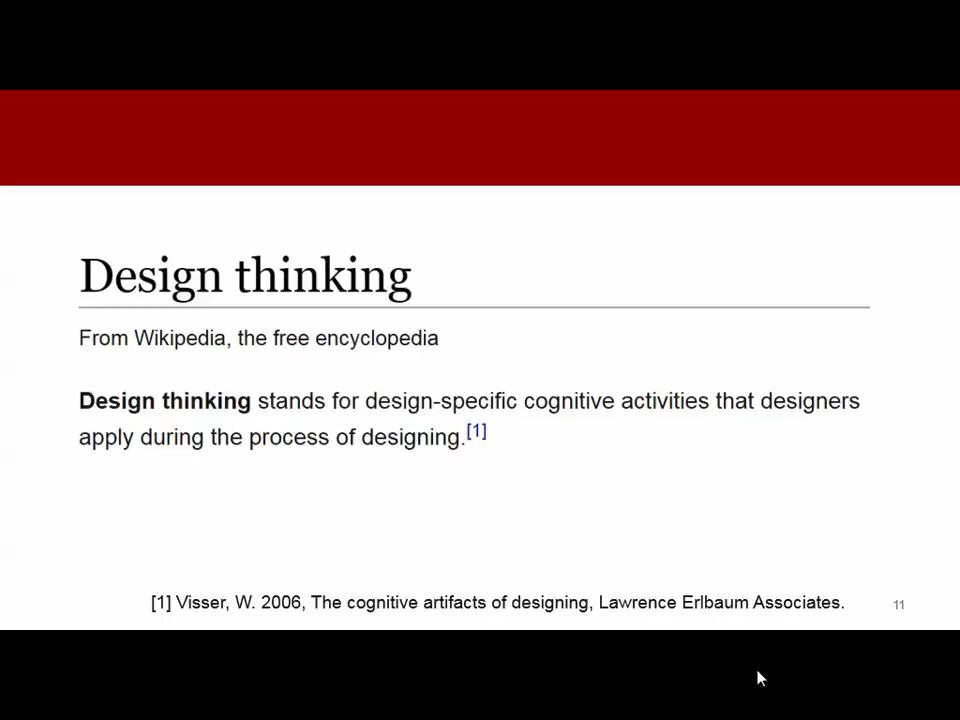 Design thinking
From Wikipedia, the free encyclopedia
Design thinking stands for design-specific cognitive activities that designers
apply during the process of designing.[1]
[1] Visser, W. 2006, The cognitive artifacts of designing, Lawrence Erlbaum Associates.
11